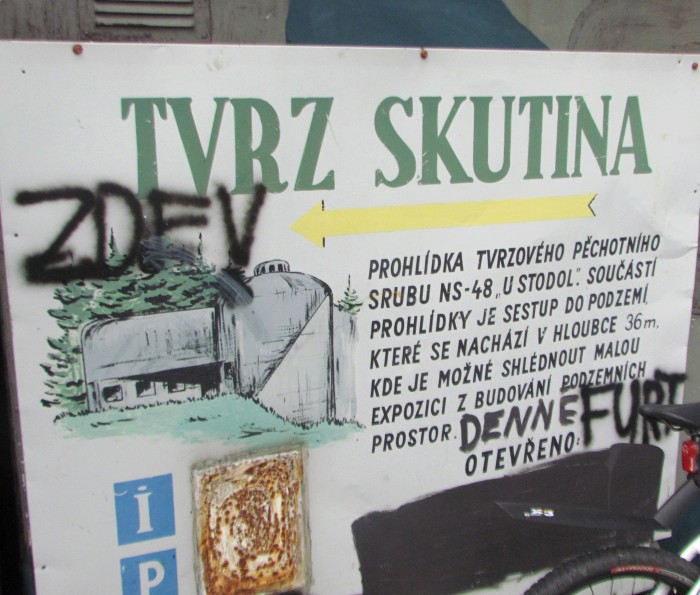 TVRZ SKUTINA
ZDEV
PROHLÍDKA TVRZOVÉHO PĚCHOTNÍHO
SRUBU NS-48 „U STODOL". SOUČÁSTÍ
PROHLÍDKY JE SESTUP DO PODZEMÍ,
KTERÉ SE NACHÁZÍ V HLOUBCE 36m,
KDE JE MOŽNÉ SHLÉDNOUT MALOU
EXPOZICI Z BUDOVÁNÍ PODZEMNÍCH
PROSTOR. DENNĚ FURT
OTEVŘENO:
i
P